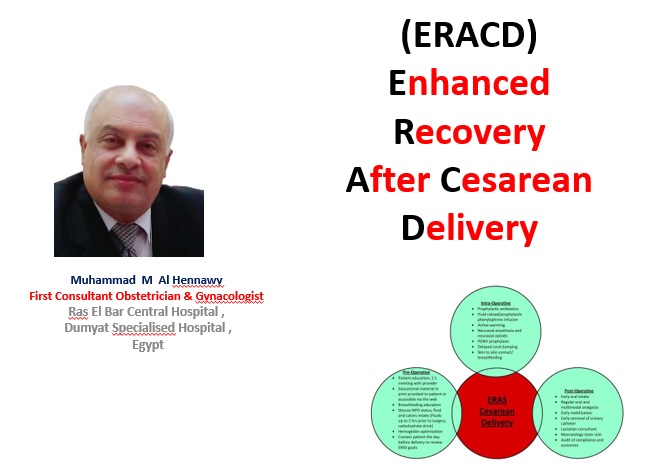 (ERACD)
Enhanced
Recovery
After Cesarean
Delivery
Muhammad M Al Hennawy
First Consultant Obstetrician & Gynacologist
Ras El Bar Central Hospital ,
Dumyat Specialised Hospital ,
Egypt
Intra-Operative
• Prophylactic antibiotics
• Fluid coload/prophylactic
phenylephrine infusion
• Active warming
• Neuraxial anesthesia and
neuraxial opioids
• PONV prophylaxis
• Delayed cord clamping
• Skin to skin contact/
breastfeeding
Pre-Operative
• Patient education, 1:1
meeting with provider
• Educational material in
print provided to patient or
accessible via the web
• Breastfeeding education
• Discuss NPO status, fluid
and calorie intake (Fluids
up to 2 hrs prior to surgery,
carbohydrate drink)
• Hemoglobin optimization
• Contact patient the day
before delivery to review
ERAS goals
ERAS
Cesarean
Delivery
Post-Operative
• Early oral intake
• Regular oral and
multimodal analgesia
• Early mobilization
• Early removal of urinary
catheter
• Lactation consultant
• Neonatology team visit
• Audit of compliance and
outcomes